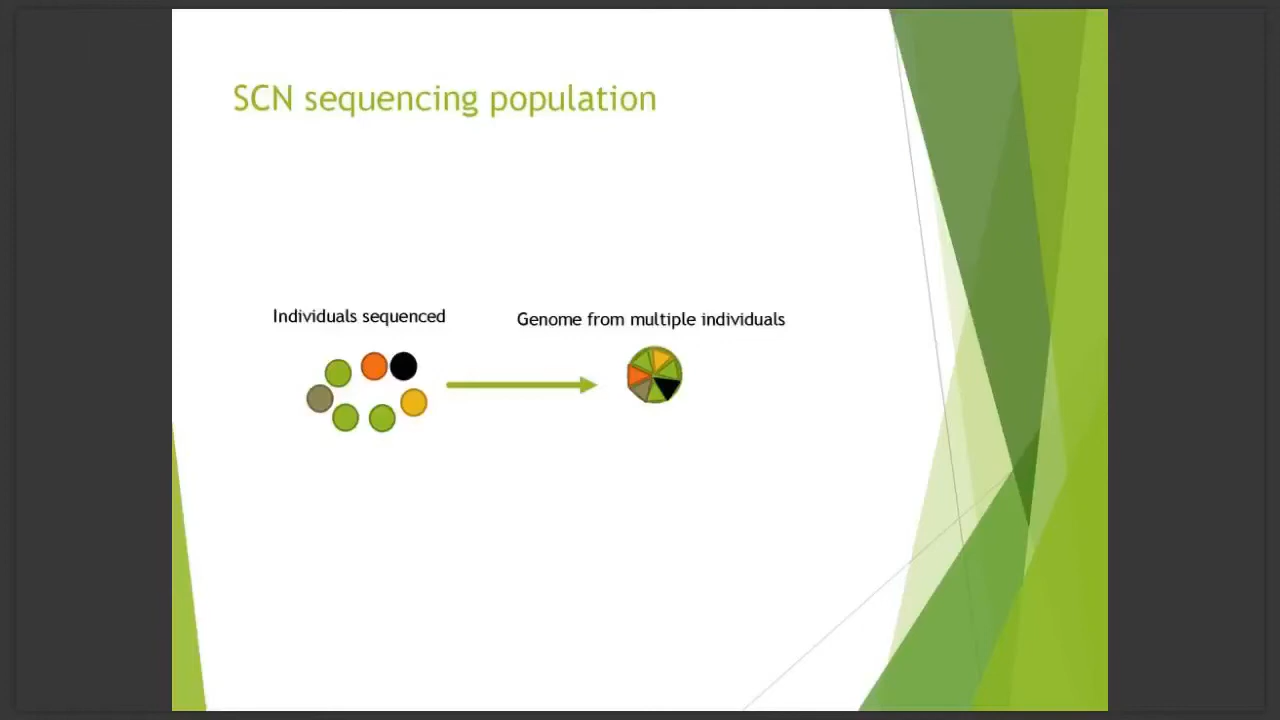 SCN sequencing population
Individuals sequenced
Genome from multiple individuals